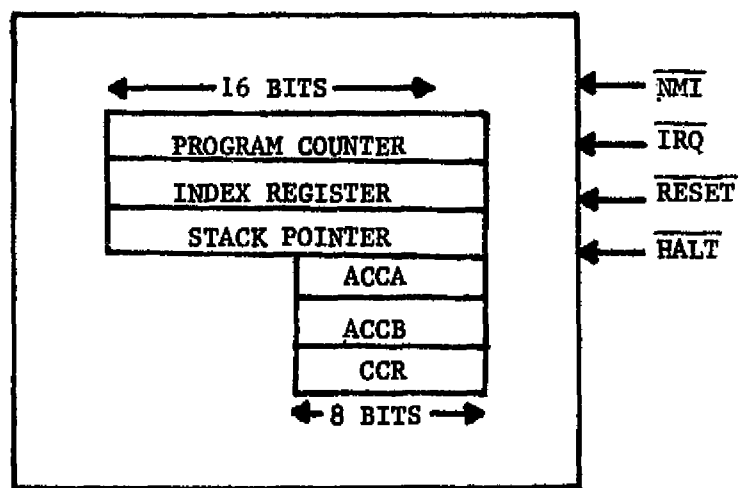 16 BITS
NMI
PROGRAM COUNTER
IRQ
INDEX REGISTER
RESET
STACK POINTER
HALT
ACCA
ACCB
CCR
8 BITS